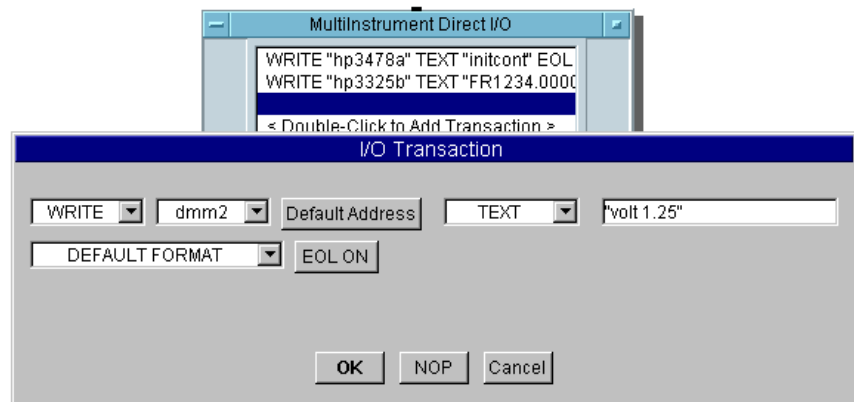 MultiInstrument Direct I/O
WRITE "hp3478a" TEXT "initcont" EOL
WRITE "hp3325b" TEXT "FR1234.0000
< Double-Click to Add Transaction >
I/O Transaction
WRITE dmm2 Default Address TEXT "volt 1.25"
DEFAULT FORMAT EOL ON
OK NOP Cancel